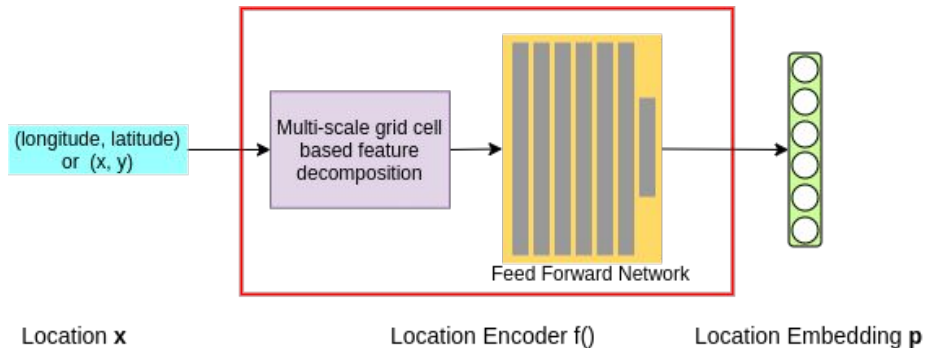 (longitude, latitude)
or (x, y)
Multi-scale grid cell
based feature
decomposition
Feed Forward Network
Location x
Location Encoder f()
Location Embedding p